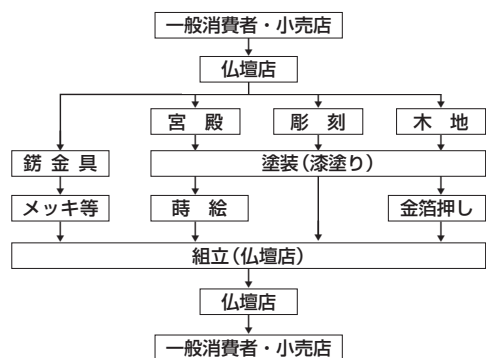 一般消費者・小売店
仏壇店
宮殿
彫刻
木地
錺金具
塗装(漆塗り)
メッキ等
蒔絵
金箔押し
組立(仏壇店)
仏壇店
一般消費者・小売店